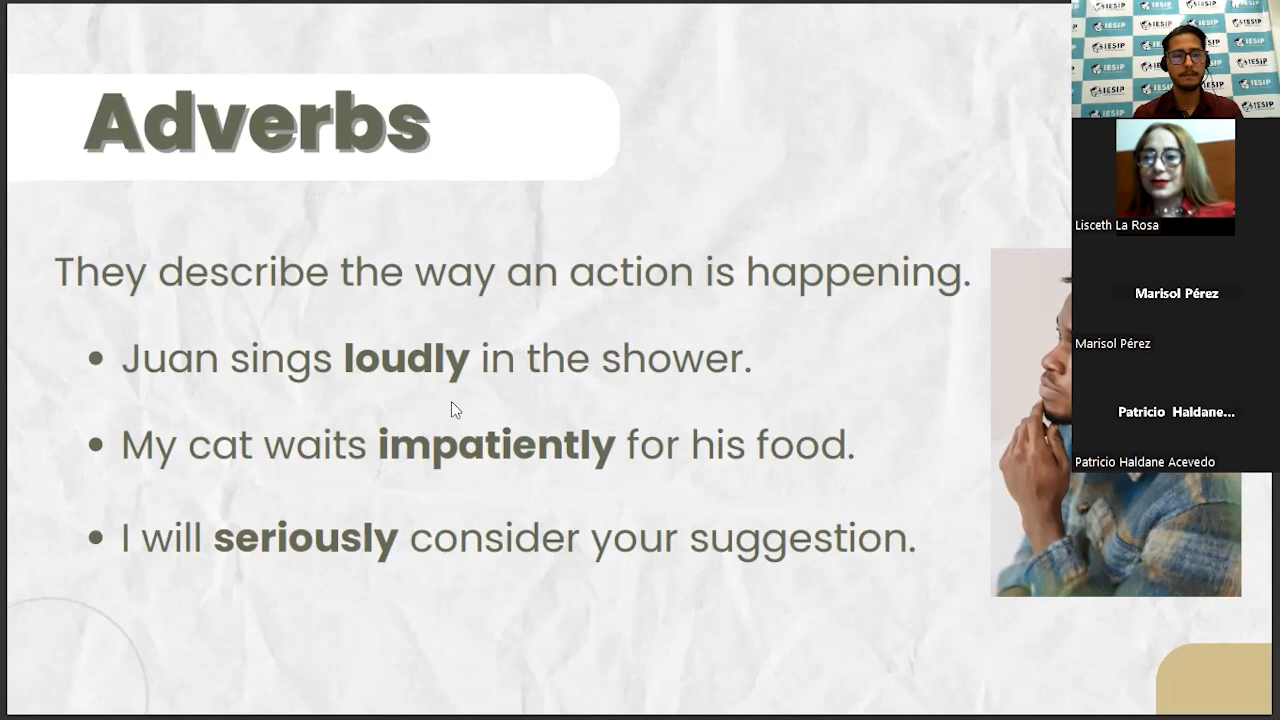 Adverbs
They describe the way an action is happening.
• Juan sings loudly in the shower.
• My cat waits impatiently for his food.
• I will seriously consider your suggestion.
IESIP
Lisceth La Rosa
Marisol Pérez
Marisol Pérez
Patricio Haldane...
Patricio Haldane Acevedo